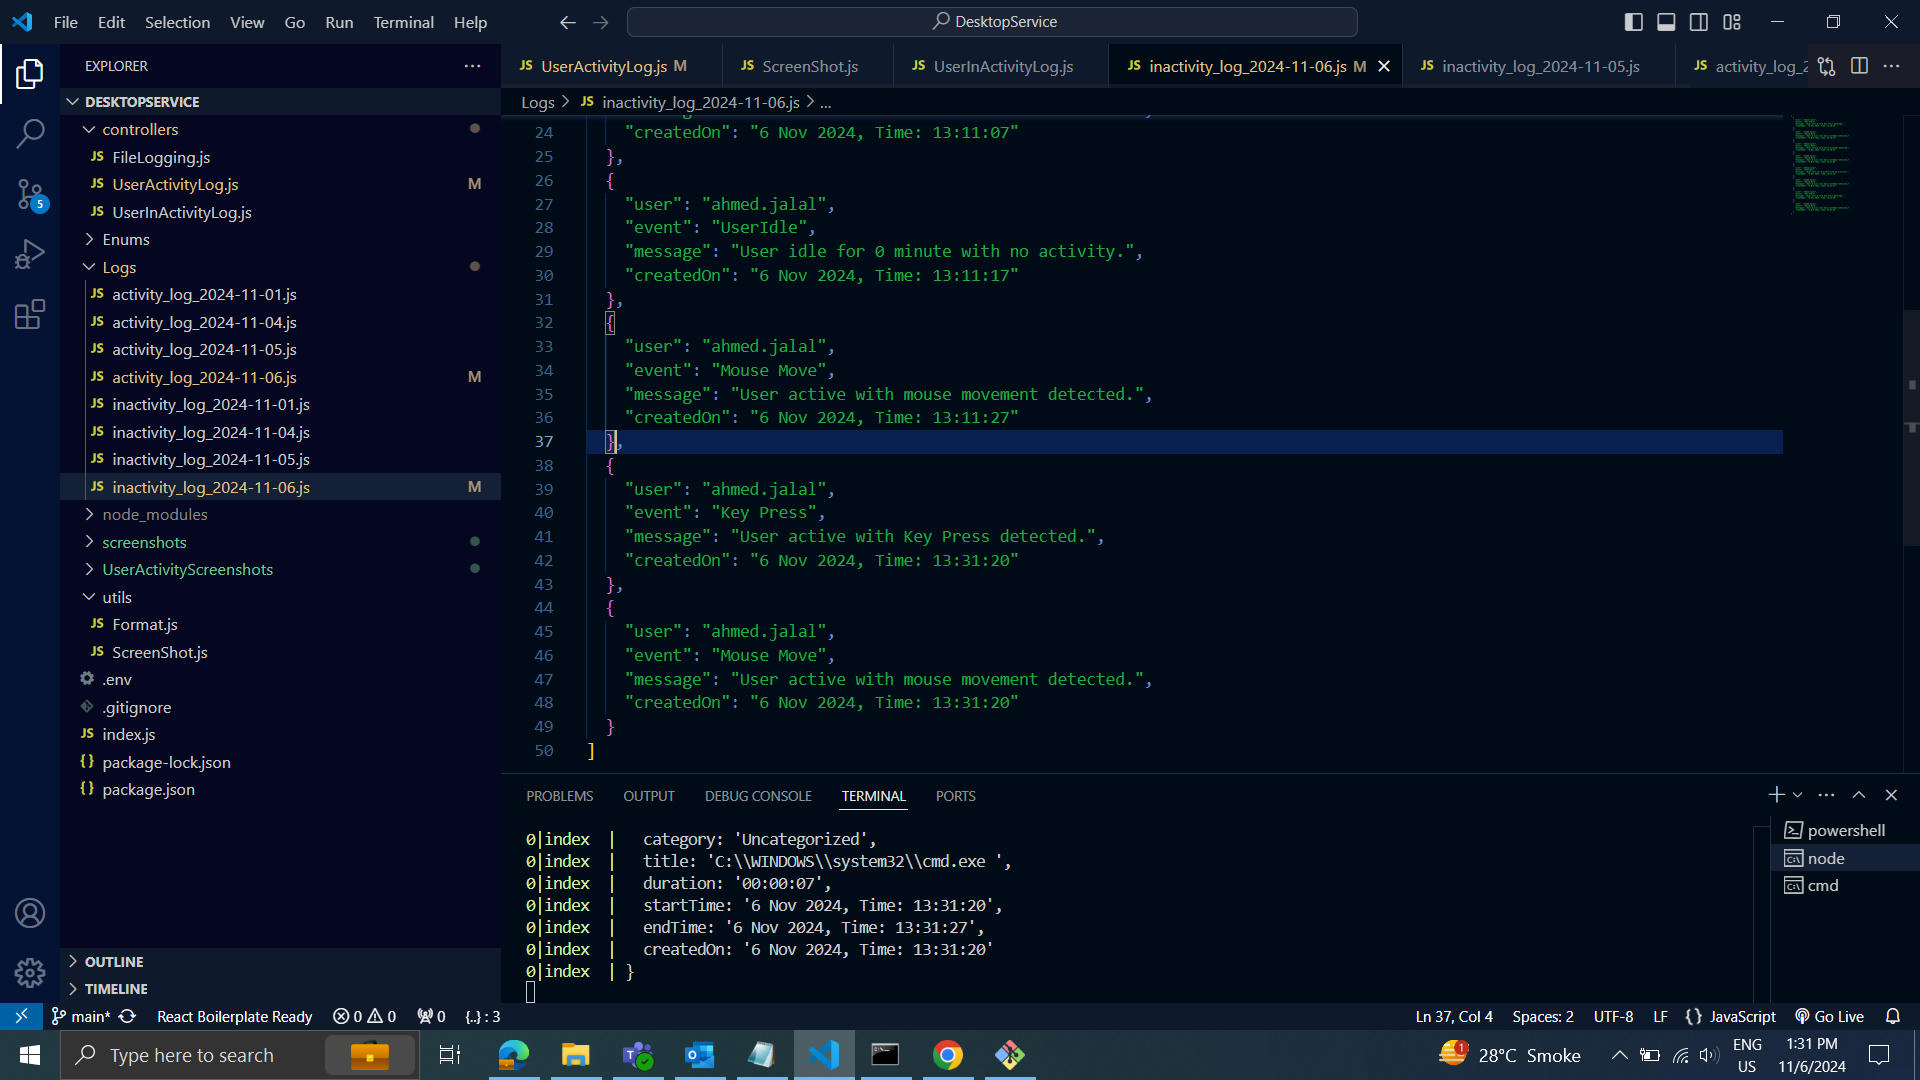 File Edit Selection View Go Run Terminal Help
DesktopService
EXPLORER
DESKTOPSERVICE
controllers
JS FileLogging.js
JS UserActivityLog.js M
JS UserInActivityLog.js
Enums
Logs
JS activity_log_2024-11-01.js
JS activity_log_2024-11-04.js
JS activity_log_2024-11-05.js
JS activity_log_2024-11-06.js M
JS inactivity_log_2024-11-01.js
JS inactivity_log_2024-11-04.js
JS inactivity_log_2024-11-05.js
JS inactivity_log_2024-11-06.js M
node_modules
screenshots
UserActivityScreenshots
utils
JS Format.js
JS ScreenShot.js
.env
.gitignore
JS index.js
{} package-lock.json
{} package.json
OUTLINE
TIMELINE
5
JS UserActivityLog.js M
JS ScreenShot.js
JS UserInActivityLog.js
JS inactivity_log_2024-11-06.js M
JS inactivity_log_2024-11-05.js
JS activity_log_2
Logs > JS inactivity_log_2024-11-06.js > ...
24 "createdOn": "6 Nov 2024, Time: 13:11:07"
25 },
26 {
27 "user": "ahmed.jalal",
28 "event": "UserIdle",
29 "message": "User idle for 0 minute with no activity.",
30 "createdOn": "6 Nov 2024, Time: 13:11:17"
31 },
32 {
33 "user": "ahmed.jalal",
34 "event": "Mouse Move",
35 "message": "User active with mouse movement detected.",
36 "createdOn": "6 Nov 2024, Time: 13:11:27"
37 },
38 {
39 "user": "ahmed.jalal",
40 "event": "Key Press",
41 "message": "User active with Key Press detected.",
42 "createdOn": "6 Nov 2024, Time: 13:31:20"
43 },
44 {
45 "user": "ahmed.jalal",
46 "event": "Mouse Move",
47 "message": "User active with mouse movement detected.",
48 "createdOn": "6 Nov 2024, Time: 13:31:20"
49 }
50 ]
PROBLEMS OUTPUT DEBUG CONSOLE TERMINAL PORTS
0|index | category: 'Uncategorized',
0|index | title: 'C:\\WINDOWS\\system32\\cmd.exe ',
0|index | duration: '00:00:07',
0|index | startTime: '6 Nov 2024, Time: 13:31:20',
0|index | endTime: '6 Nov 2024, Time: 13:31:27',
0|index | createdOn: '6 Nov 2024, Time: 13:31:20'
0|index | }
powershell
node
cmd
main* React Boilerplate Ready 0 0 0 {..} : 3
Ln 37, Col 4 Spaces: 2 UTF-8 LF {} JavaScript Go Live
Type here to search
1
28°C Smoke
ENG
US
1:31 PM
11/6/2024